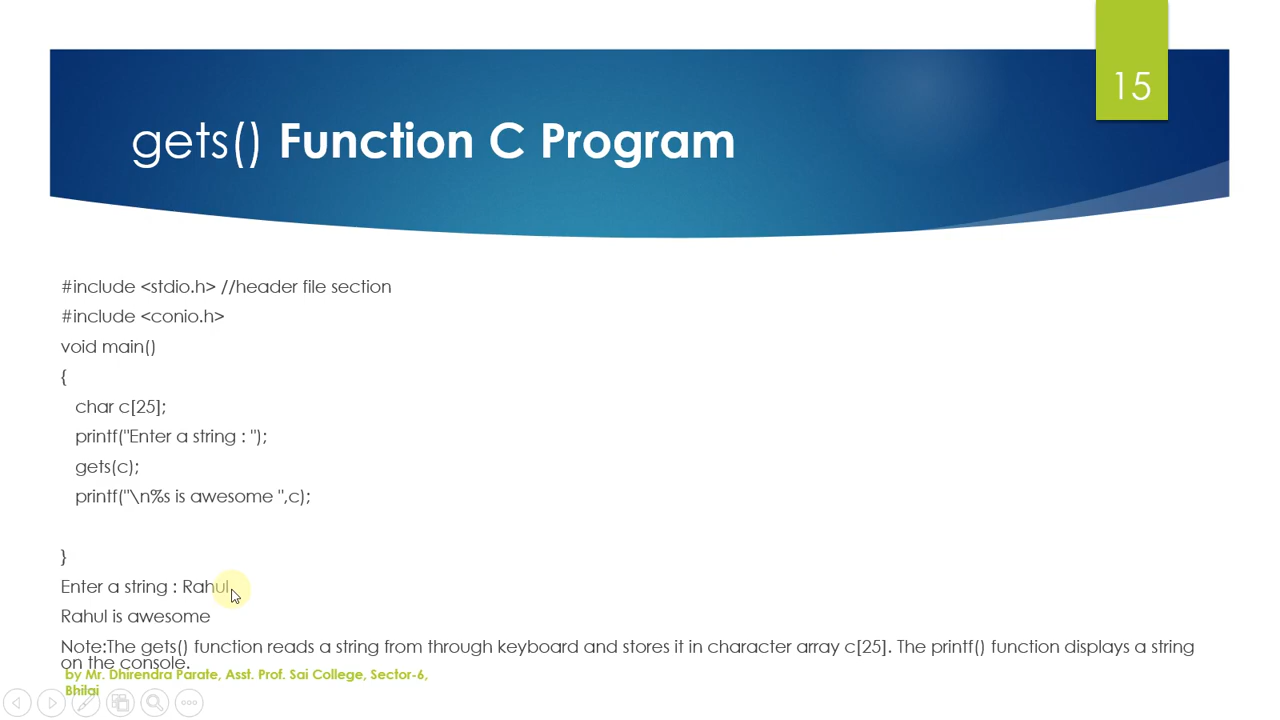 15
gets() Function C Program
#include <stdio.h> //header file section
#include <conio.h>
void main()
{
char c[25];
printf("Enter a string : ");
gets(c);
printf("\n%s is awesome ",c);
}
Enter a string : Rahul
Rahul is awesome
Note:The gets() function reads a string from through keyboard and stores it in character array c[25]. The printf() function displays a string
on the console.
by Mr. Dhirendra Parate, Asst. Prof. Sai College, Sector-6,
Bhilai